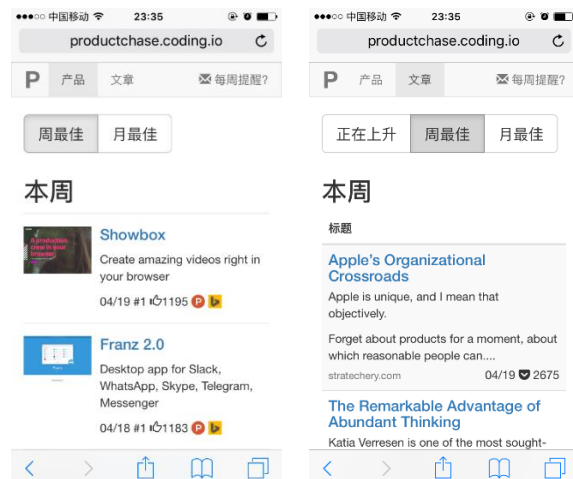 中国移动 23:35
productchase.coding.io
P 产品 文章 每周提醒?
周最佳 月最佳
本周
Showbox
Create amazing videos right in
your browser
04/19 #1 1195 P b
Franz 2.0
Desktop app for Slack,
WhatsApp, Skype, Telegram,
Messenger
04/18 #1 1183 P b
中国移动 23:35
productchase.coding.io
P 产品 文章 每周提醒?
正在上升 周最佳 月最佳
本周
标题
Apple's Organizational
Crossroads
Apple is unique, and I mean that
objectively.
Forget about products for a moment, about
which reasonable people can....
stratechery.com 04/19 2675
The Remarkable Advantage of
Abundant Thinking
Katia Verresen is one of the most sought-